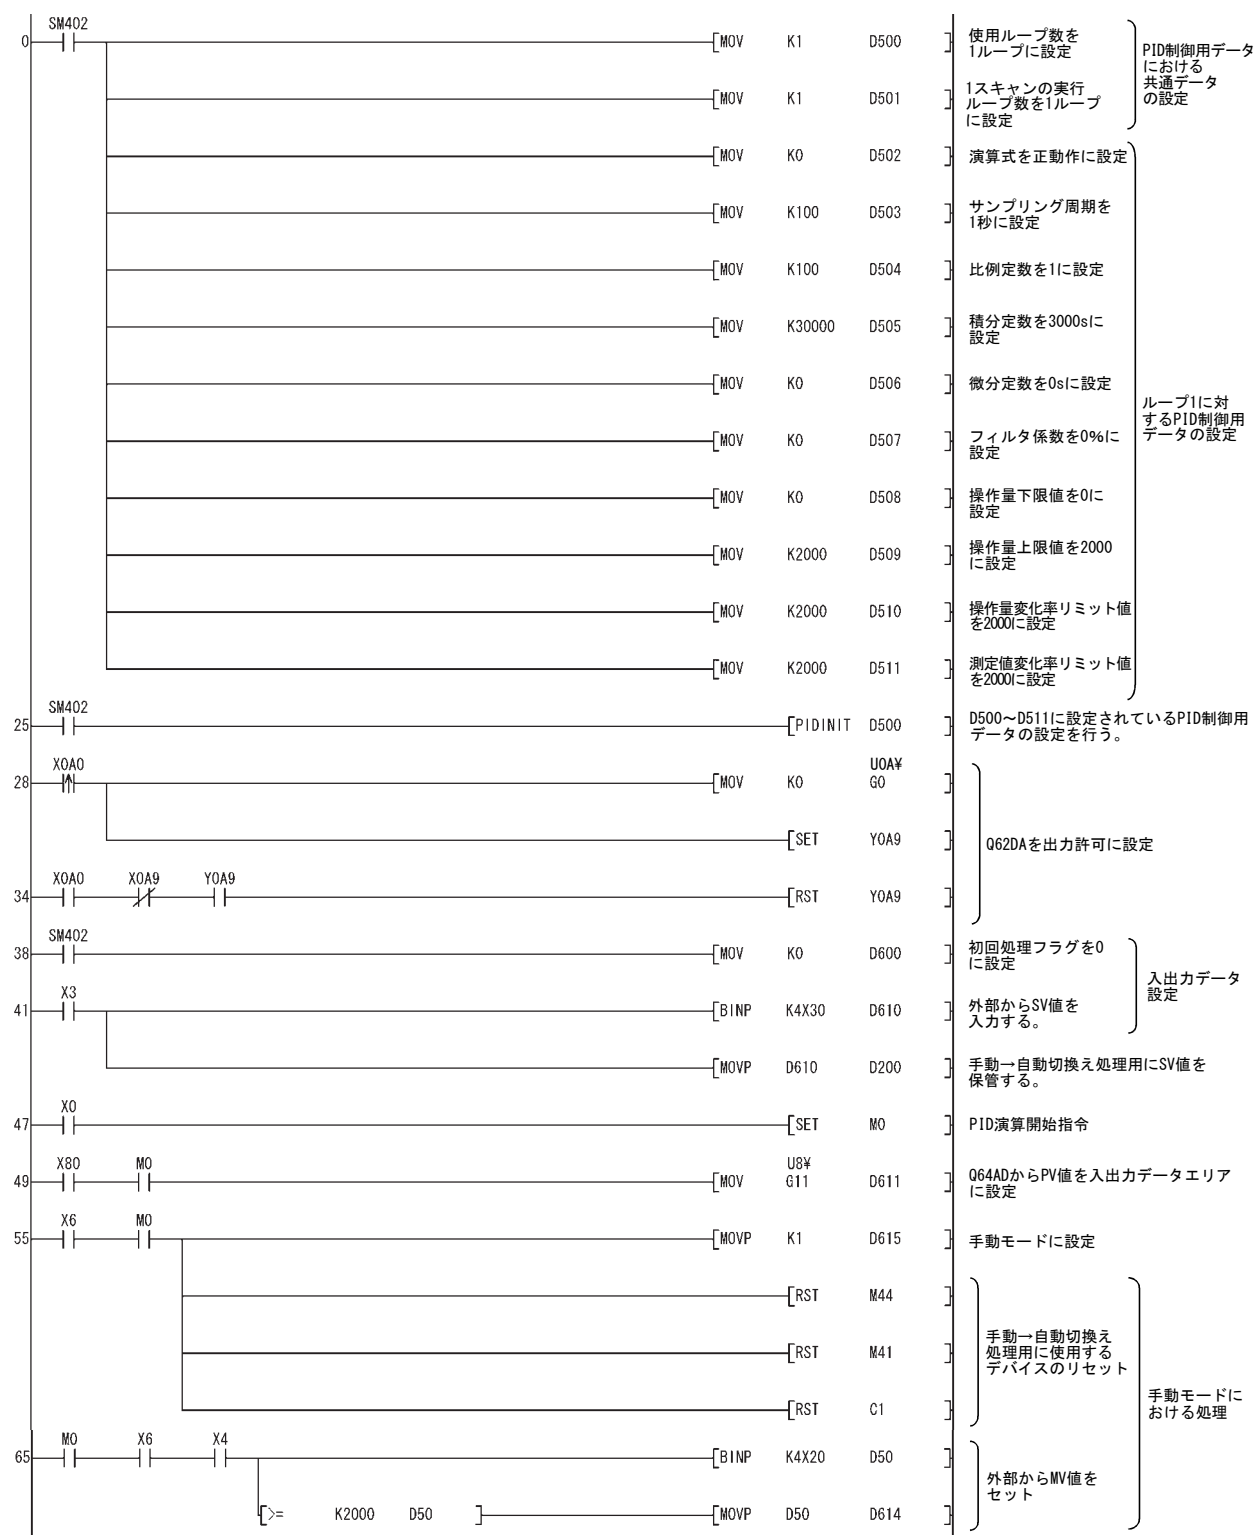 SM402
0 [MOV K1 D500 ] 使用ループ数を
1ループに設定
[MOV K1 D501 ] 1スキャンの実行
ループ数を1ループ
に設定
PID制御用データ
における
共通データ
の設定
[MOV K0 D502 ] 演算式を正動作に設定
[MOV K100 D503 ] サンプリング周期を
1秒に設定
[MOV K100 D504 ] 比例定数を1に設定
[MOV K30000 D505 ] 積分定数を3000sに
設定
[MOV K0 D506 ] 微分定数を0sに設定
[MOV K0 D507 ] フィルタ係数を0%に
設定
[MOV K0 D508 ] 操作量下限値を0に
設定
[MOV K2000 D509 ] 操作量上限値を2000
に設定
[MOV K2000 D510 ] 操作量変化率リミット値
を2000に設定
[MOV K2000 D511 ] 測定値変化率リミット値
を2000に設定
ループ1に対
するPID制御用
データの設定
SM402
25 [PIDINIT D500 ] D500～D511に設定されているPID制御用
データの設定を行う。
X0A0 U0A¥
28 [MOV K0 G0 ]
[SET Y0A9 ]
Q62DAを出力許可に設定
X0A0 X0A9 Y0A9
34 [RST Y0A9 ]
SM402
38 [MOV K0 D600 ] 初回処理フラグを0
に設定
入出力データ
設定
X3
41 [BINP K4X30 D610 ] 外部からSV値を
入力する。
[MOVP D610 D200 ] 手動→自動切換え処理用にSV値を
保管する。
X0
47 [SET M0 ] PID演算開始指令
X80 M0 U8¥
49 [MOV G11 D611 ] Q64ADからPV値を入出力データエリア
に設定
X6 M0
55 [MOVP K1 D615 ] 手動モードに設定
[RST M44 ]
[RST M41 ]
[RST C1 ]
手動→自動切換え
処理用に使用する
デバイスのリセット
手動モードに
おける処理
M0 X6 X4
65 [BINP K4X20 D50 ]
[>= K2000 D50 ] [MOVP D50 D614 ]
外部からMV値を
セット